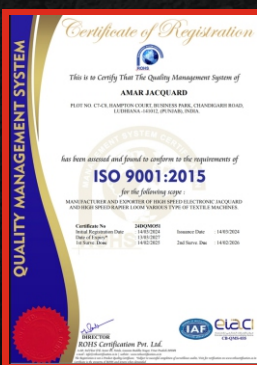 QUALITY MANAGEMENT SYSTEM
Certificate of Registration
ROHS
This is to Certify That The Quality Management System of
AMAR JACQUARD
PLOT NO. C7-C8, HAMPTON COURT, BUSINESS PARK, CHANDIGARH ROAD,
LUDHIANA-141012, (PUNJAB), INDIA.
has been assessed and found to conform to the requirements of
ISO 9001:2015
for the following scope :
MANUFACTURER AND EXPORTER OF HIGH SPEED ELECTRONIC JACQUARD
AND HIGH SPEED RAPIER LOOM VARIOUS TYPE OF TEXTILE MACHINES.
Certificate No : 24DQMO51
Initial Registration Date : 14/03/2024 Issuance Date : 14/03/2024
Date of Expiry* : 13/03/2027
1st Surve. Due : 14/02/2025 2nd Surve. Due : 14/02/2026
DIRECTOR
ROHS Certification Pvt. Ltd.
IAF